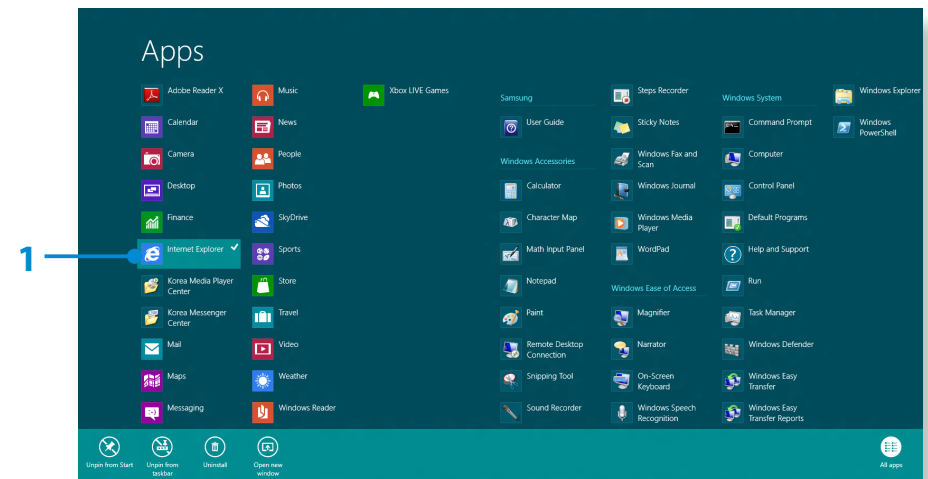 Apps
Adobe Reader X
Calendar
Camera
Desktop
Finance
Internet Explorer
Korea Media Player
Center
Korea Messenger
Center
Mail
Maps
Messaging
Music
News
People
Photos
SkyDrive
Sports
Store
Travel
Video
Weather
Windows Reader
Xbox LIVE Games
Samsung
User Guide
Windows Accessories
Calculator
Character Map
Math Input Panel
Notepad
Paint
Remote Desktop
Connection
Snipping Tool
Sound Recorder
Steps Recorder
Sticky Notes
Windows Fax and
Scan
Windows Journal
Windows Media
Player
WordPad
Windows Ease of Access
Magnifier
Narrator
On-Screen
Keyboard
Windows Speech
Recognition
Windows System
Command Prompt
Computer
Control Panel
Default Programs
Help and Support
Run
Task Manager
Windows Defender
Windows Easy
Transfer
Windows Easy
Transfer Reports
Windows Explorer
Windows
PowerShell
1
Unpin from Start
Unpin from
taskbar
Uninstall
Open new
window
All apps